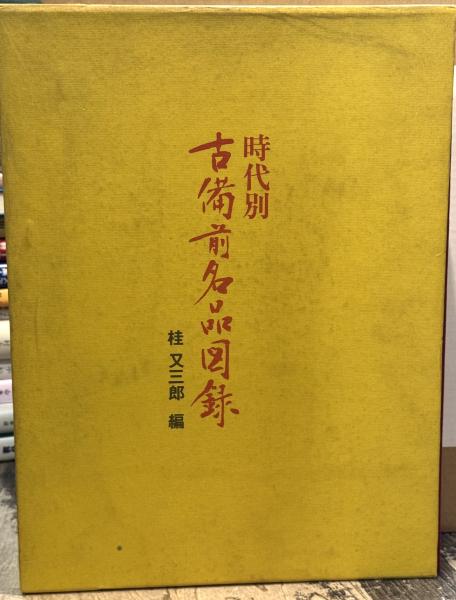 時代別
古備前名品図録
桂 又三郎 編